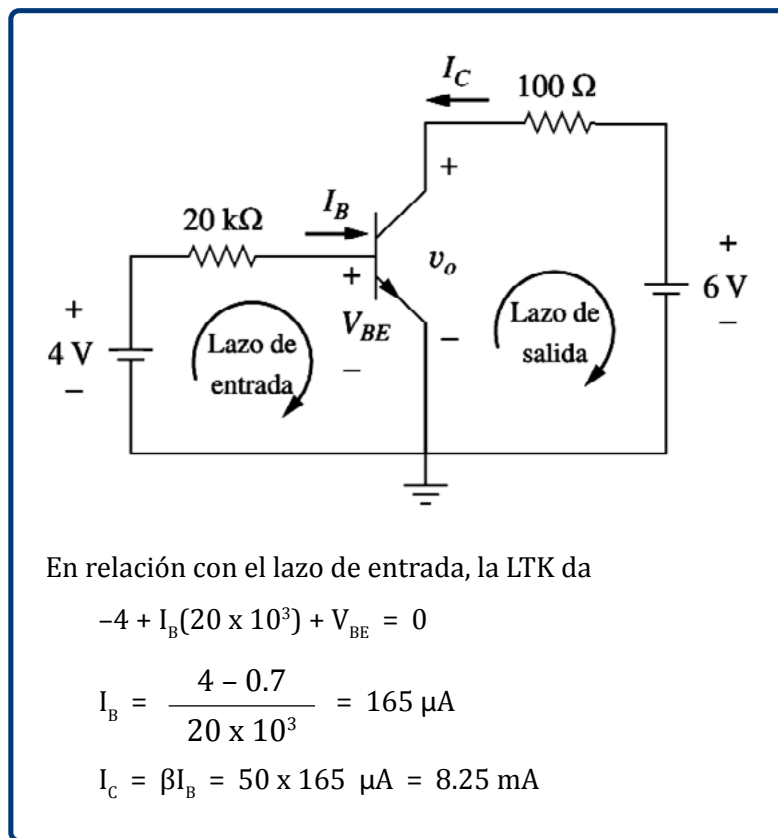 I_C
100 Ω
+
20 kΩ
I_B
+
v_o
+
6 V
−
+
4 V
−
Lazo de
entrada
V_BE
−
−
Lazo de
salida
En relación con el lazo de entrada, la LTK da
–4 + I_B(20 x 10³) + V_BE = 0
I_B = 4 – 0.7 / 20 x 10³ = 165 μA
I_C = βI_B = 50 x 165 μA = 8.25 mA